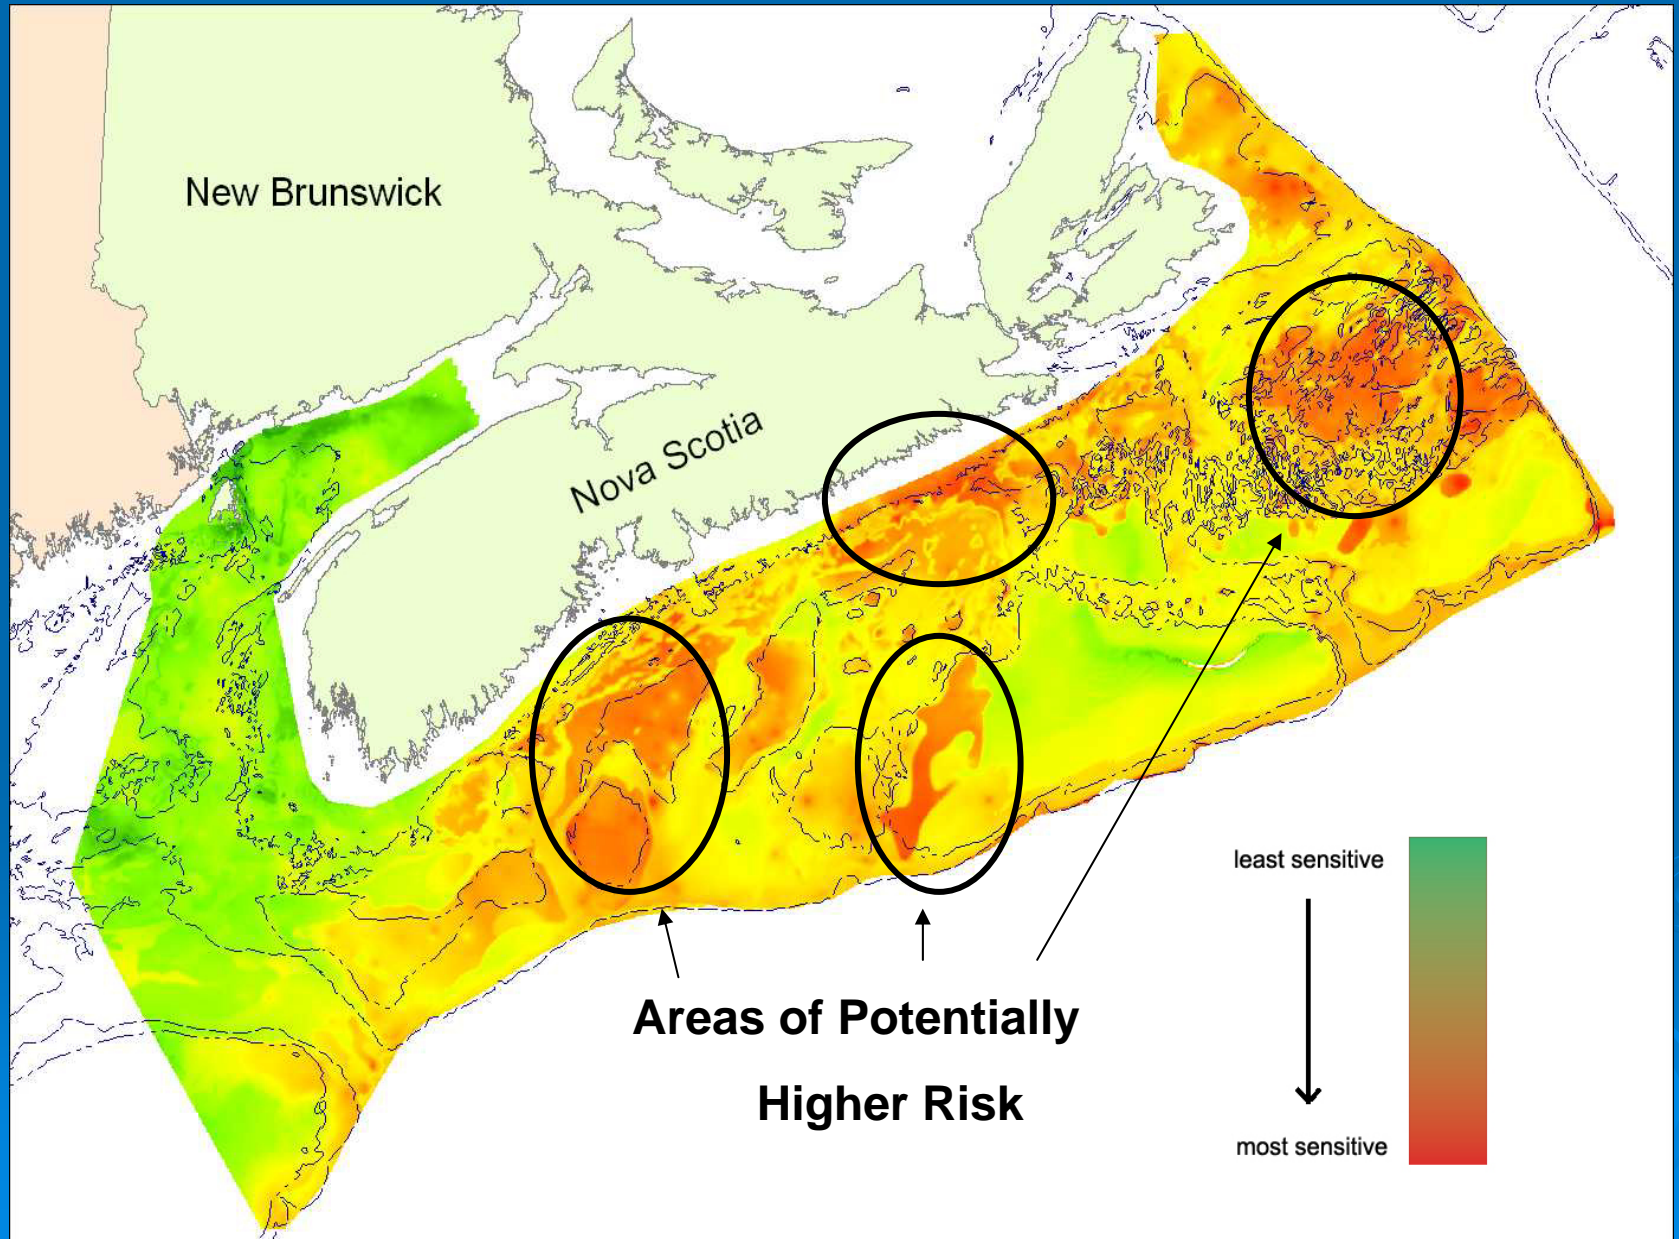 New Brunswick
Nova Scotia
least sensitive
Areas of Potentially
Higher Risk
most sensitive